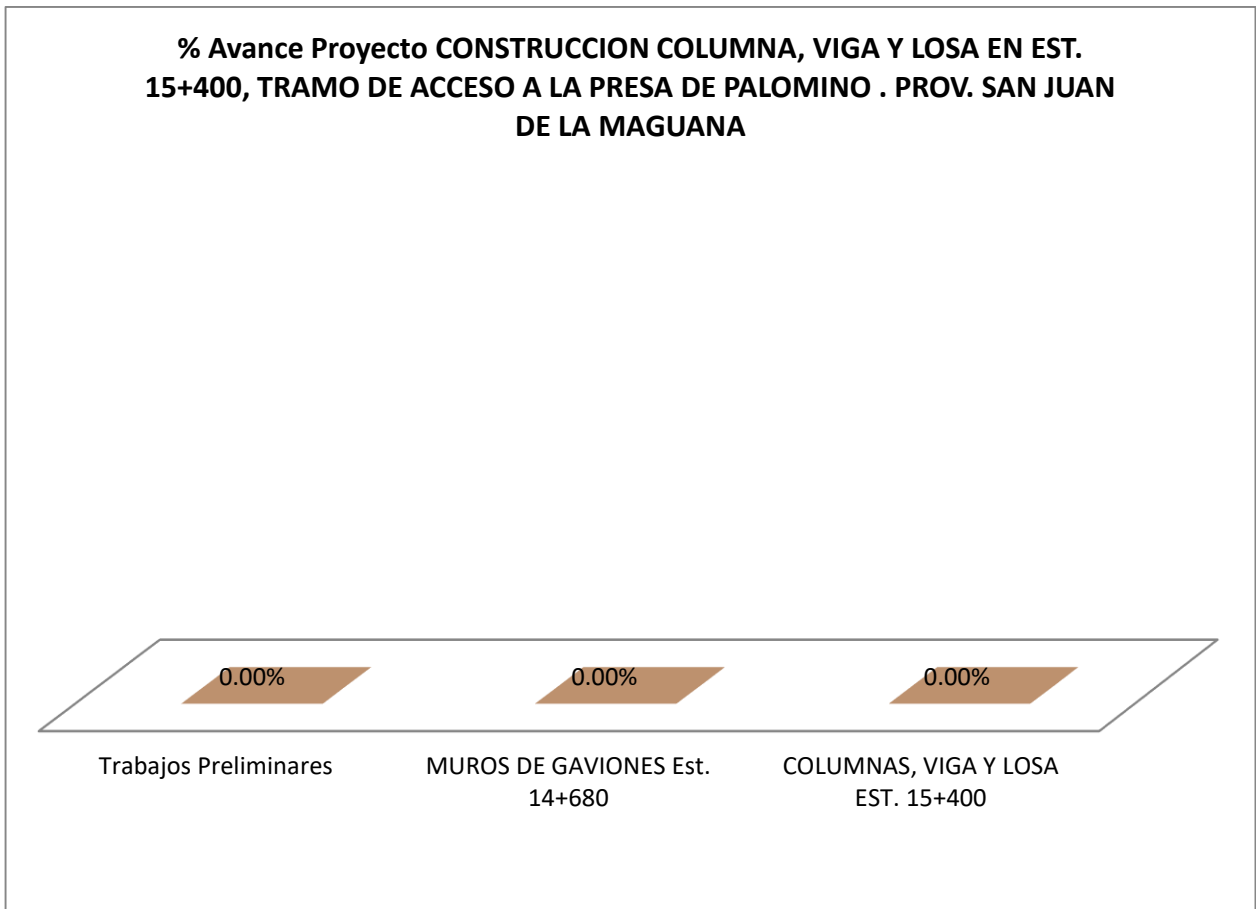 % Avance Proyecto CONSTRUCCION COLUMNA, VIGA Y LOSA EN EST.
15+400, TRAMO DE ACCESO A LA PRESA DE PALOMINO . PROV. SAN JUAN
DE LA MAGUANA
0.00%
0.00%
0.00%
Trabajos Preliminares
MUROS DE GAVIONES Est.
14+680
COLUMNAS, VIGA Y LOSA
EST. 15+400